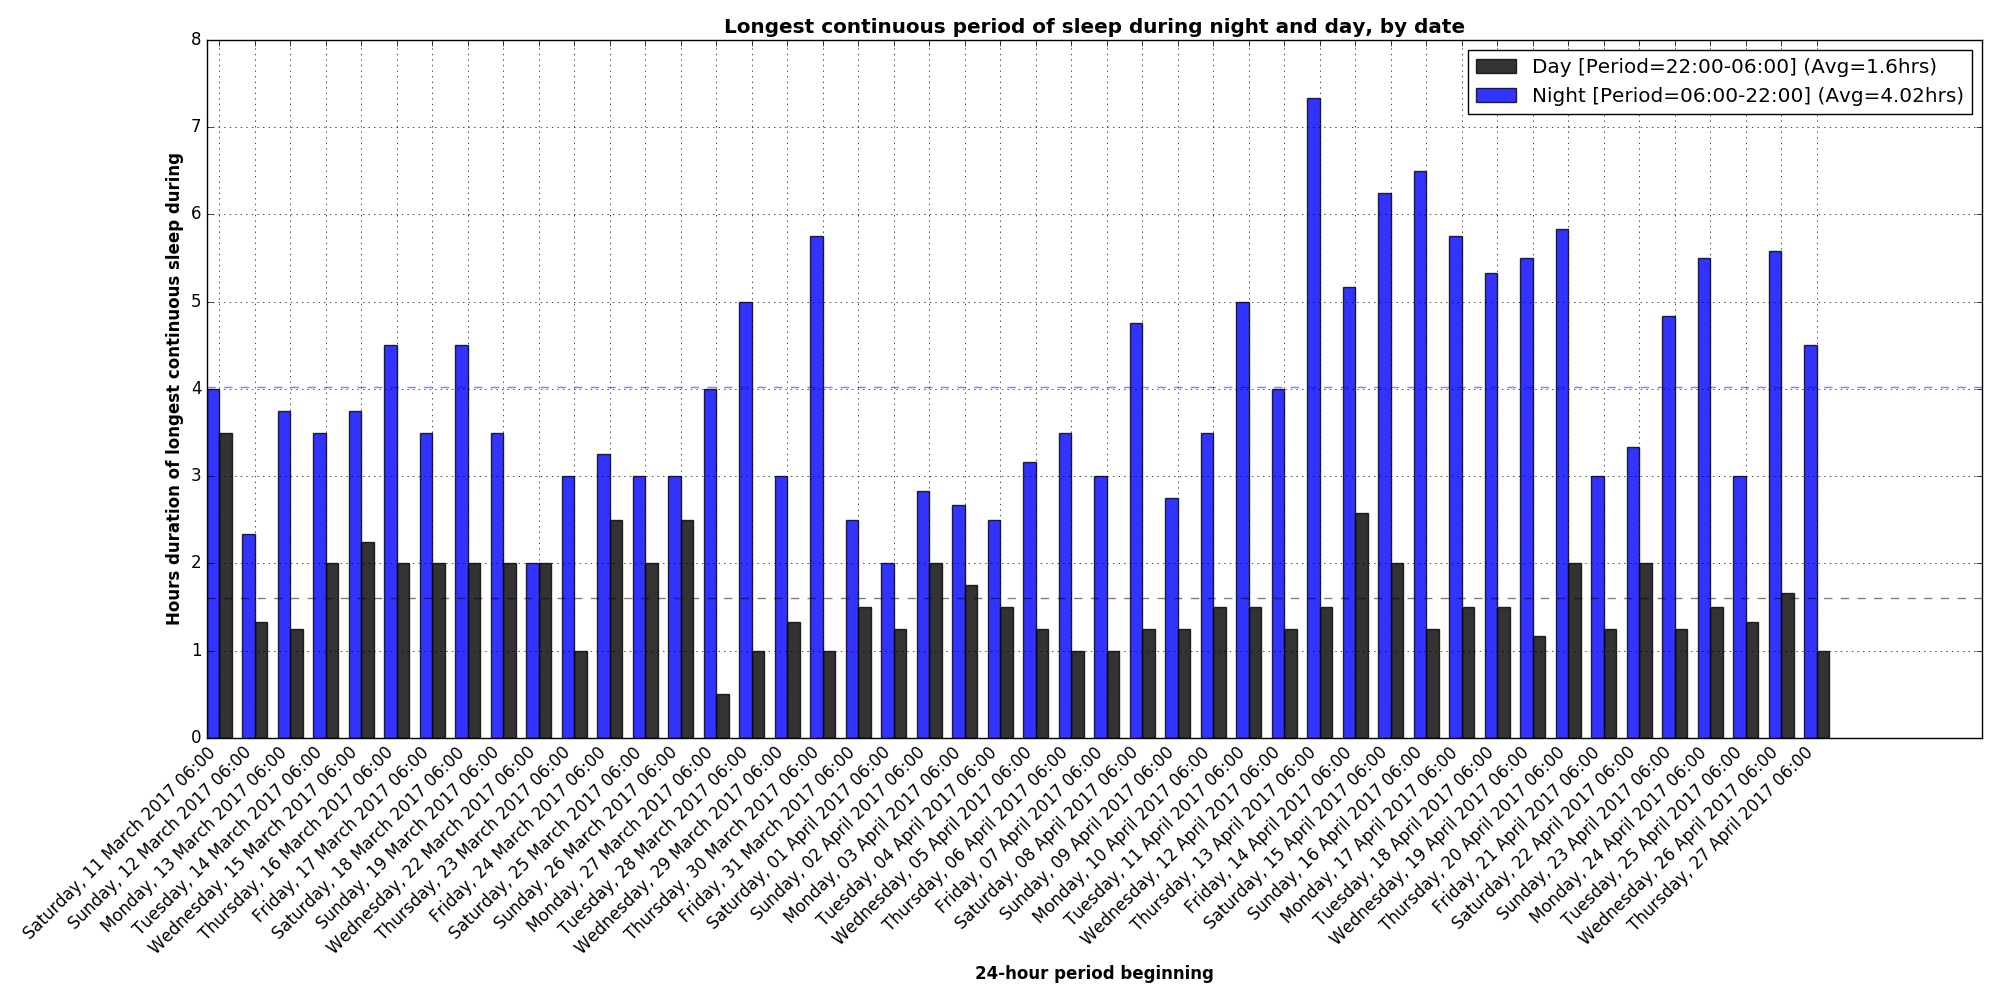 Longest continuous period of sleep during night and day, by date
Day [Period=22:00-06:00] (Avg=1.6hrs)
Night [Period=06:00-22:00] (Avg=4.02hrs)
Hours duration of longest continuous sleep during
8
7
6
5
4
3
2
1
0
Saturday, 11 March 2017 06:00
Sunday, 12 March 2017 06:00
Monday, 13 March 2017 06:00
Tuesday, 14 March 2017 06:00
Wednesday, 15 March 2017 06:00
Thursday, 16 March 2017 06:00
Friday, 17 March 2017 06:00
Saturday, 18 March 2017 06:00
Sunday, 19 March 2017 06:00
Wednesday, 22 March 2017 06:00
Thursday, 23 March 2017 06:00
Friday, 24 March 2017 06:00
Saturday, 25 March 2017 06:00
Sunday, 26 March 2017 06:00
Monday, 27 March 2017 06:00
Tuesday, 28 March 2017 06:00
Wednesday, 29 March 2017 06:00
Thursday, 30 March 2017 06:00
Friday, 31 March 2017 06:00
Saturday, 01 April 2017 06:00
Sunday, 02 April 2017 06:00
Monday, 03 April 2017 06:00
Tuesday, 04 April 2017 06:00
Wednesday, 05 April 2017 06:00
Thursday, 06 April 2017 06:00
Friday, 07 April 2017 06:00
Saturday, 08 April 2017 06:00
Sunday, 09 April 2017 06:00
Monday, 10 April 2017 06:00
Tuesday, 11 April 2017 06:00
Wednesday, 12 April 2017 06:00
Thursday, 13 April 2017 06:00
Friday, 14 April 2017 06:00
Saturday, 15 April 2017 06:00
Sunday, 16 April 2017 06:00
Monday, 17 April 2017 06:00
Tuesday, 18 April 2017 06:00
Wednesday, 19 April 2017 06:00
Thursday, 20 April 2017 06:00
Friday, 21 April 2017 06:00
Saturday, 22 April 2017 06:00
Sunday, 23 April 2017 06:00
Monday, 24 April 2017 06:00
Tuesday, 25 April 2017 06:00
Wednesday, 26 April 2017 06:00
Thursday, 27 April 2017 06:00
24-hour period beginning